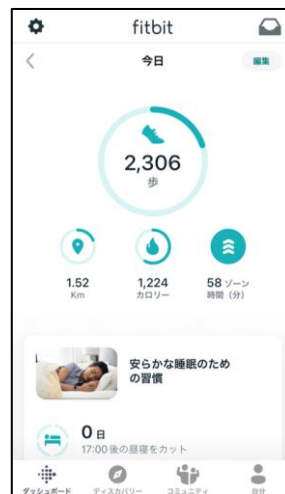 fitbit
今日
編集
2,306
歩
1.52
Km
1,224
カロリー
58 ゾーン
時間（分）
安らかな睡眠のため
の習慣
0 日
17:00後の昼寝をカット
ダッシュボード
ディスカバリー
コミュニティ
自分